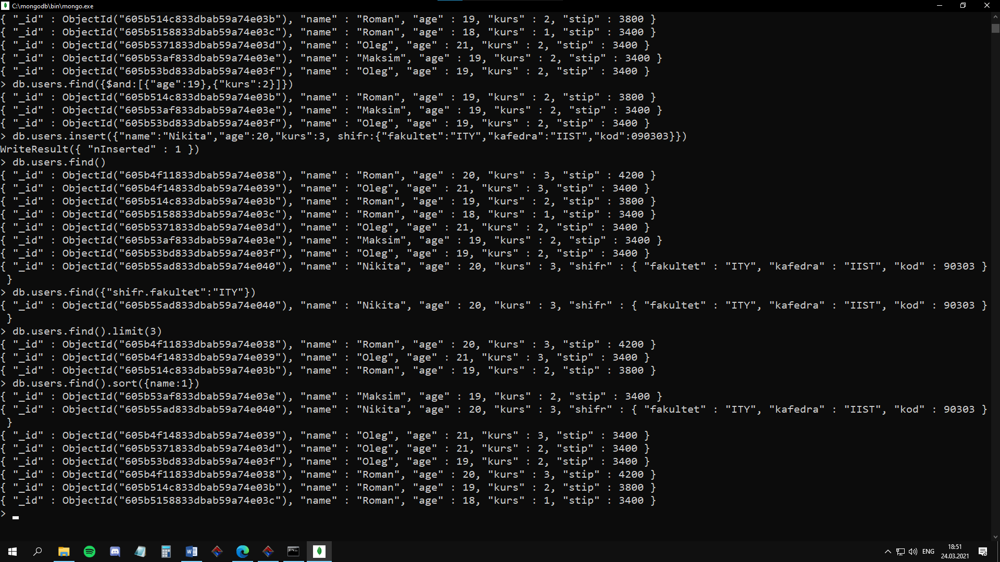 C:\mongodb\bin\mongo.exe
{ "_id" : ObjectId("605b514c833dbab59a74e03b"), "name" : "Roman", "age" : 19, "kurs" : 2, "stip" : 3800 }
{ "_id" : ObjectId("605b5158833dbab59a74e03c"), "name" : "Roman", "age" : 18, "kurs" : 1, "stip" : 3400 }
{ "_id" : ObjectId("605b5371833dbab59a74e03d"), "name" : "Oleg", "age" : 21, "kurs" : 2, "stip" : 3400 }
{ "_id" : ObjectId("605b53af833dbab59a74e03e"), "name" : "Maksim", "age" : 19, "kurs" : 2, "stip" : 3400 }
{ "_id" : ObjectId("605b53bd833dbab59a74e03f"), "name" : "Oleg", "age" : 19, "kurs" : 2, "stip" : 3400 }
> db.users.find({$and:[{"age":19},{"kurs":2}]})
{ "_id" : ObjectId("605b514c833dbab59a74e03b"), "name" : "Roman", "age" : 19, "kurs" : 2, "stip" : 3800 }
{ "_id" : ObjectId("605b53af833dbab59a74e03e"), "name" : "Maksim", "age" : 19, "kurs" : 2, "stip" : 3400 }
{ "_id" : ObjectId("605b53bd833dbab59a74e03f"), "name" : "Oleg", "age" : 19, "kurs" : 2, "stip" : 3400 }
> db.users.insert({"name":"Nikita","age":20,"kurs":3, shifr:{"fakultet":"ITY","kafedra":"IIST","kod":090303}})
WriteResult({ "nInserted" : 1 })
> db.users.find()
{ "_id" : ObjectId("605b4f11833dbab59a74e038"), "name" : "Roman", "age" : 20, "kurs" : 3, "stip" : 4200 }
{ "_id" : ObjectId("605b4f14833dbab59a74e039"), "name" : "Oleg", "age" : 21, "kurs" : 3, "stip" : 3400 }
{ "_id" : ObjectId("605b514c833dbab59a74e03b"), "name" : "Roman", "age" : 19, "kurs" : 2, "stip" : 3800 }
{ "_id" : ObjectId("605b5158833dbab59a74e03c"), "name" : "Roman", "age" : 18, "kurs" : 1, "stip" : 3400 }
{ "_id" : ObjectId("605b5371833dbab59a74e03d"), "name" : "Oleg", "age" : 21, "kurs" : 2, "stip" : 3400 }
{ "_id" : ObjectId("605b53af833dbab59a74e03e"), "name" : "Maksim", "age" : 19, "kurs" : 2, "stip" : 3400 }
{ "_id" : ObjectId("605b53bd833dbab59a74e03f"), "name" : "Oleg", "age" : 19, "kurs" : 2, "stip" : 3400 }
{ "_id" : ObjectId("605b55ad833dbab59a74e040"), "name" : "Nikita", "age" : 20, "kurs" : 3, "shifr" : { "fakultet" : "ITY", "kafedra" : "IIST", "kod" : 90303 }
 }
> db.users.find({"shifr.fakultet":"ITY"})
{ "_id" : ObjectId("605b55ad833dbab59a74e040"), "name" : "Nikita", "age" : 20, "kurs" : 3, "shifr" : { "fakultet" : "ITY", "kafedra" : "IIST", "kod" : 90303 }
 }
> db.users.find().limit(3)
{ "_id" : ObjectId("605b4f11833dbab59a74e038"), "name" : "Roman", "age" : 20, "kurs" : 3, "stip" : 4200 }
{ "_id" : ObjectId("605b4f14833dbab59a74e039"), "name" : "Oleg", "age" : 21, "kurs" : 3, "stip" : 3400 }
{ "_id" : ObjectId("605b514c833dbab59a74e03b"), "name" : "Roman", "age" : 19, "kurs" : 2, "stip" : 3800 }
> db.users.find().sort({name:1})
{ "_id" : ObjectId("605b53af833dbab59a74e03e"), "name" : "Maksim", "age" : 19, "kurs" : 2, "stip" : 3400 }
{ "_id" : ObjectId("605b55ad833dbab59a74e040"), "name" : "Nikita", "age" : 20, "kurs" : 3, "shifr" : { "fakultet" : "ITY", "kafedra" : "IIST", "kod" : 90303 }
 }
{ "_id" : ObjectId("605b4f14833dbab59a74e039"), "name" : "Oleg", "age" : 21, "kurs" : 3, "stip" : 3400 }
{ "_id" : ObjectId("605b5371833dbab59a74e03d"), "name" : "Oleg", "age" : 21, "kurs" : 2, "stip" : 3400 }
{ "_id" : ObjectId("605b53bd833dbab59a74e03f"), "name" : "Oleg", "age" : 19, "kurs" : 2, "stip" : 3400 }
{ "_id" : ObjectId("605b4f11833dbab59a74e038"), "name" : "Roman", "age" : 20, "kurs" : 3, "stip" : 4200 }
{ "_id" : ObjectId("605b514c833dbab59a74e03b"), "name" : "Roman", "age" : 19, "kurs" : 2, "stip" : 3800 }
{ "_id" : ObjectId("605b5158833dbab59a74e03c"), "name" : "Roman", "age" : 18, "kurs" : 1, "stip" : 3400 }
>
ENG
18:51
24.03.2021